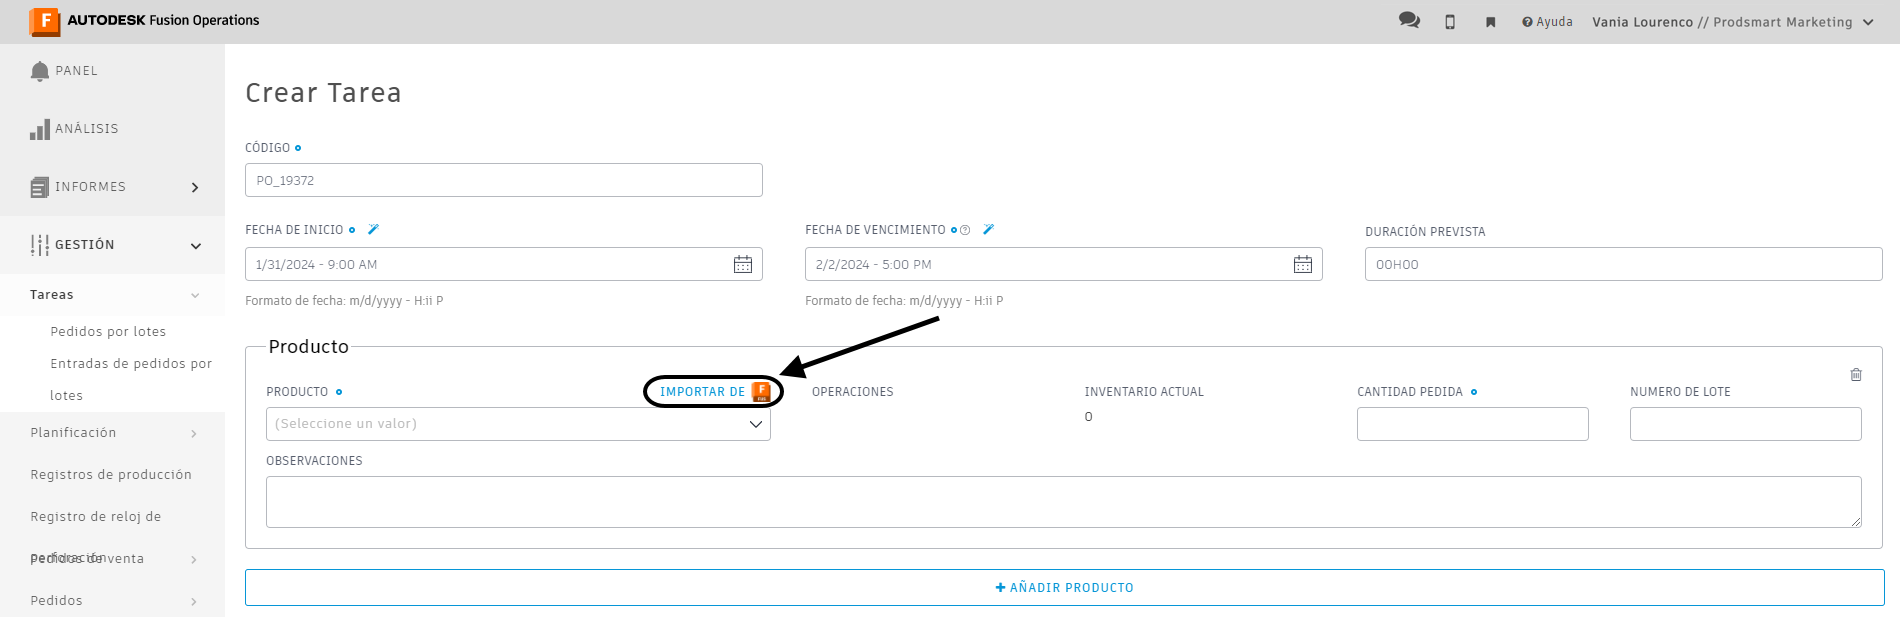 F AUTODESK Fusion Operations
Ayuda
Vania Lourenco // Prodsmart Marketing
PANEL
ANÁLISIS
INFORMES
GESTIÓN
Tareas
Pedidos por lotes
Entradas de pedidos por
lotes
Planificación
Registros de producción
Registro de reloj de
perforación
Pedidos de venta
Pedidos
Crear Tarea
CÓDIGO
PO_19372
FECHA DE INICIO
1/31/2024 - 9:00 AM
Formato de fecha: m/d/yyyy - H:ii P
FECHA DE VENCIMIENTO
2/2/2024 - 5:00 PM
Formato de fecha: m/d/yyyy - H:ii P
DURACIÓN PREVISTA
00H00
Producto
PRODUCTO
IMPORTAR DE F
(Seleccione un valor)
OPERACIONES
INVENTARIO ACTUAL
0
CANTIDAD PEDIDA
NUMERO DE LOTE
OBSERVACIONES
+ AÑADIR PRODUCTO